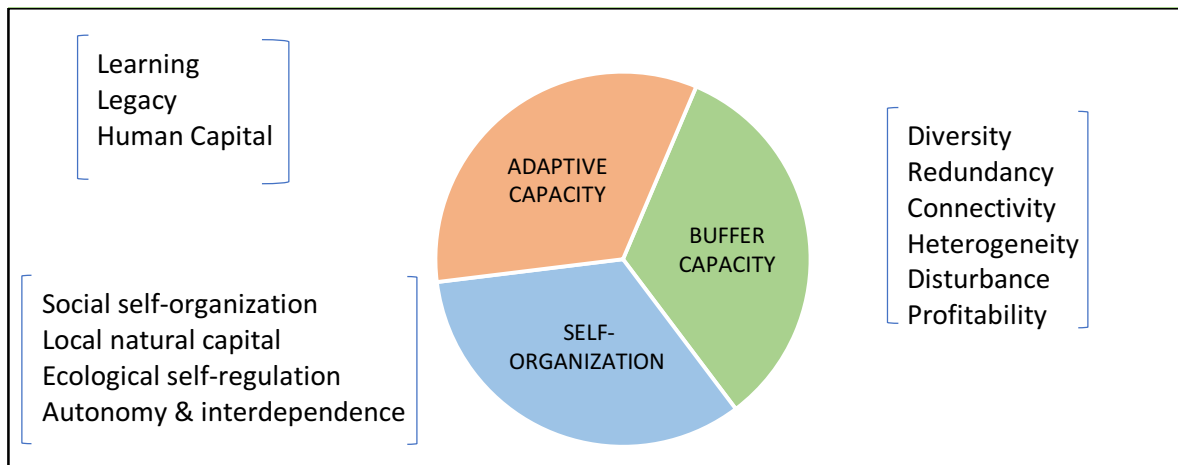 Learning
Legacy
Human Capital
ADAPTIVE
CAPACITY
BUFFER
CAPACITY
Diversity
Redundancy
Connectivity
Heterogeneity
Disturbance
Profitability
Social self-organization
Local natural capital
Ecological self-regulation
Autonomy & interdependence
SELF-
ORGANIZATION